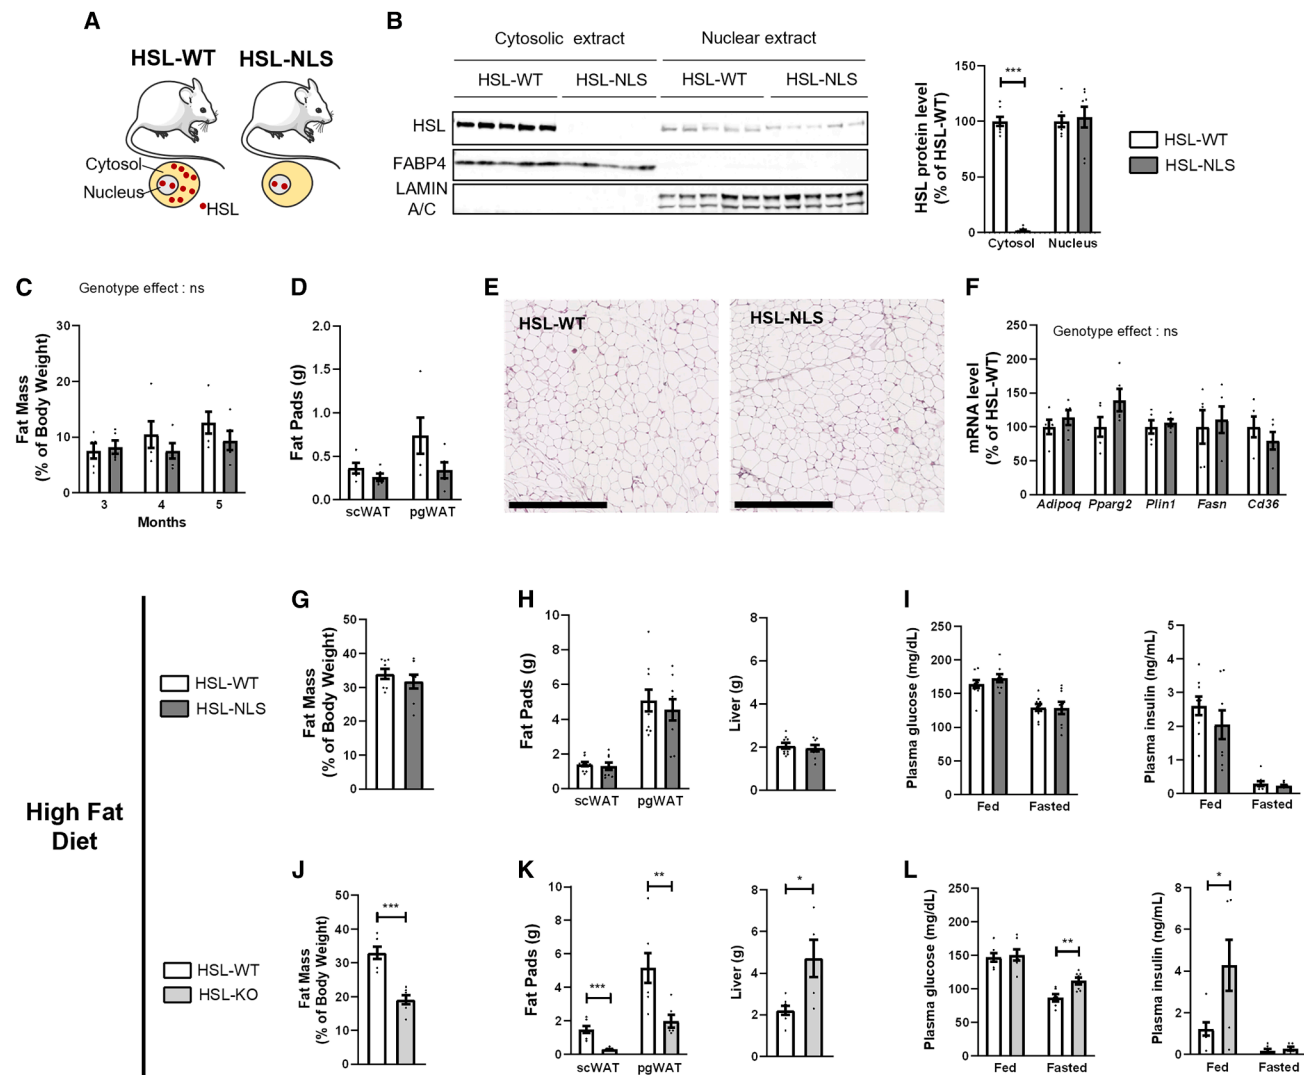 A
HSL-WT HSL-NLS
Cytosol
Nucleus
HSL
B
Cytosolic extract
Nuclear extract
HSL-WT
HSL-NLS
HSL-WT
HSL-NLS
HSL
FABP4
LAMIN
A/C
HSL protein level
(% of HSL-WT)
150
100
50
0
***
Cytosol
Nucleus
HSL-WT
HSL-NLS
C
Genotype effect : ns
Fat Mass
(% of Body Weight)
30
20
10
0
3
4
5
Months
D
Fat Pads (g)
2.0
1.5
1.0
0.5
0.0
scWAT
pgWAT
E
HSL-WT
HSL-NLS
F
Genotype effect : ns
mRNA level
(% of HSL-WT)
250
200
150
100
50
0
Adipoq
Pparg2
Plin1
Fasn
Cd36
High Fat
Diet
HSL-WT
HSL-NLS
G
Fat Mass
(% of Body Weight)
50
40
30
20
10
0
H
Fat Pads (g)
10
8
6
4
2
0
scWAT
pgWAT
Liver (g)
8
6
4
2
0
I
Plasma glucose (mg/dL)
250
200
150
100
50
0
Fed
Fasted
Plasma insulin (ng/mL)
5
4
3
2
1
0
Fed
Fasted
HSL-WT
HSL-KO
J
Fat Mass
(% of Body Weight)
50
40
30
20
10
0
***
K
Fat Pads (g)
10
8
6
4
2
0
***
**
scWAT
pgWAT
Liver (g)
8
6
4
2
0
*
L
Plasma glucose (mg/dL)
250
200
150
100
50
0
**
Fed
Fasted
Plasma insulin (ng/mL)
8
6
4
2
0
*
Fed
Fasted